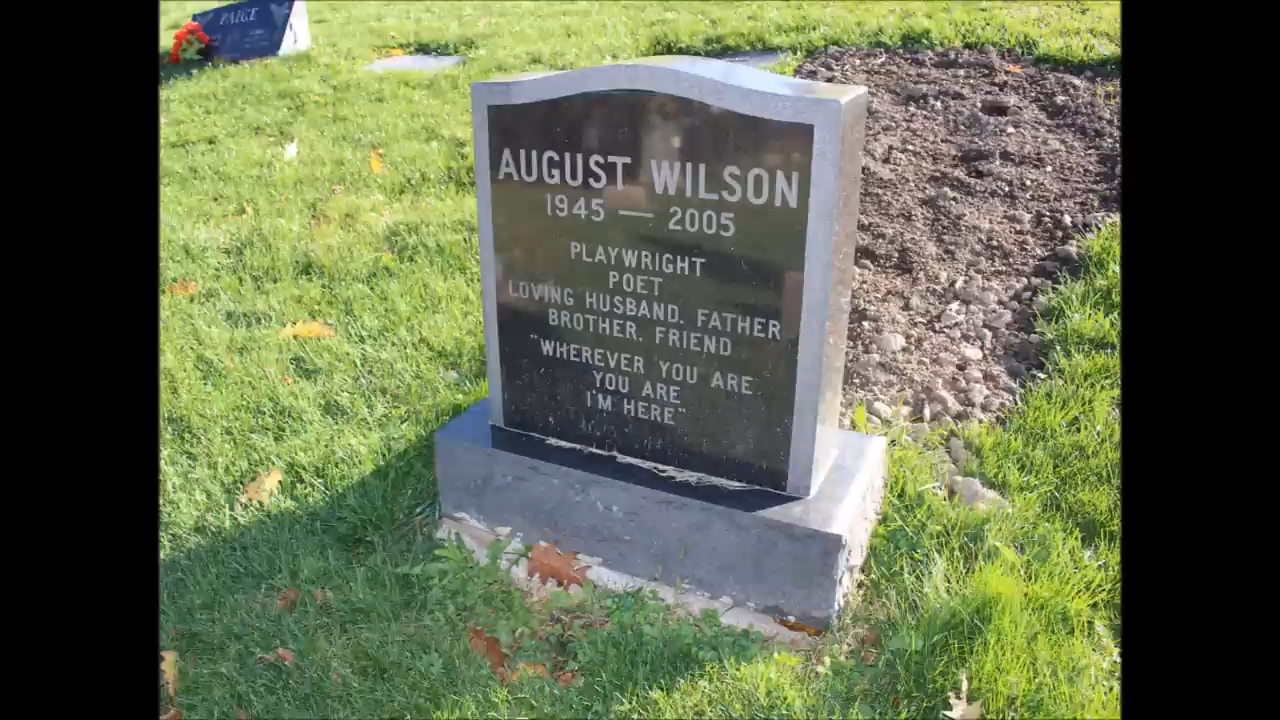 PAIGE
AUGUST WILSON
1945 — 2005
PLAYWRIGHT
POET
LOVING HUSBAND, FATHER
BROTHER, FRIEND
"WHEREVER YOU ARE
YOU ARE
I'M HERE"